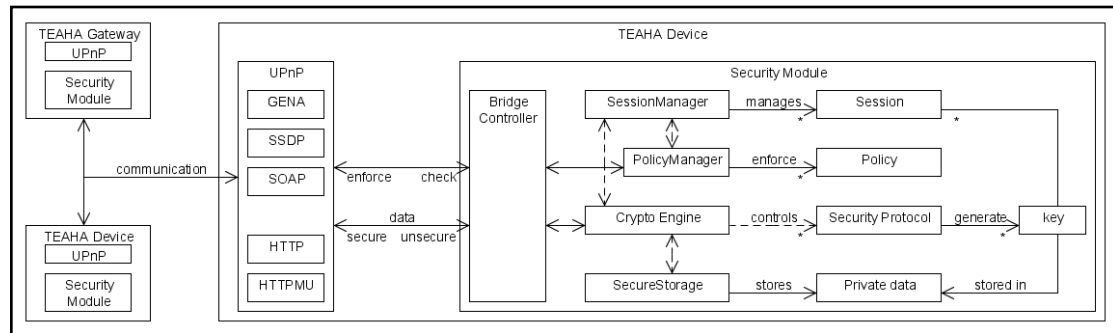 TEAHA Gateway
UPnP
Security
Module
communication
TEAHA Device
UPnP
Security
Module
TEAHA Device
UPnP
GENA
SSDP
SOAP
HTTP
HTTPMU
enforce check
data
secure unsecure
Security Module
Bridge
Controller
SessionManager
manages
*
Session
*
PolicyManager
enforce
*
Policy
Crypto Engine
controls
*
Security Protocol
generate
*
key
SecureStorage
stores
Private data
stored in